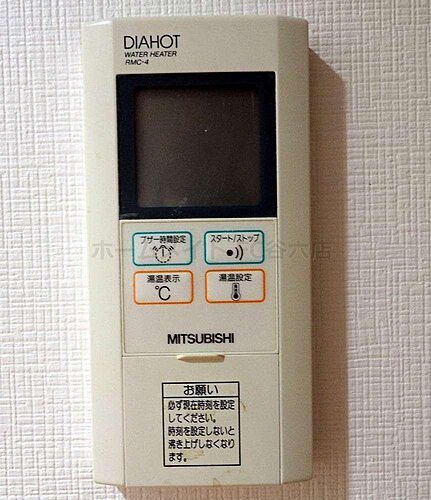 DIAHOT
WATER HEATER
RMC-4
ブザー時間設定
スタート/ストップ
湯温表示
℃
湯温設定
MITSUBISHI
お願い
必ず現在時刻を設定
してください。
時刻を設定しないと
沸き上げしなくなり
ます。